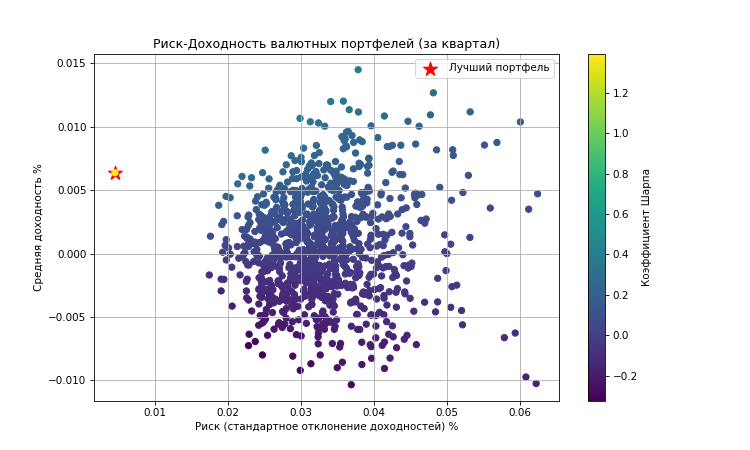 Риск-Доходность валютных портфелей (за квартал)
Лучший портфель
Средняя доходность %
0.015
0.010
0.005
0.000
−0.005
−0.010
0.01 0.02 0.03 0.04 0.05 0.06
Риск (стандартное отклонение доходностей) %
1.2
1.0
0.8
0.6
0.4
0.2
0.0
−0.2
Коэффициент Шарпа